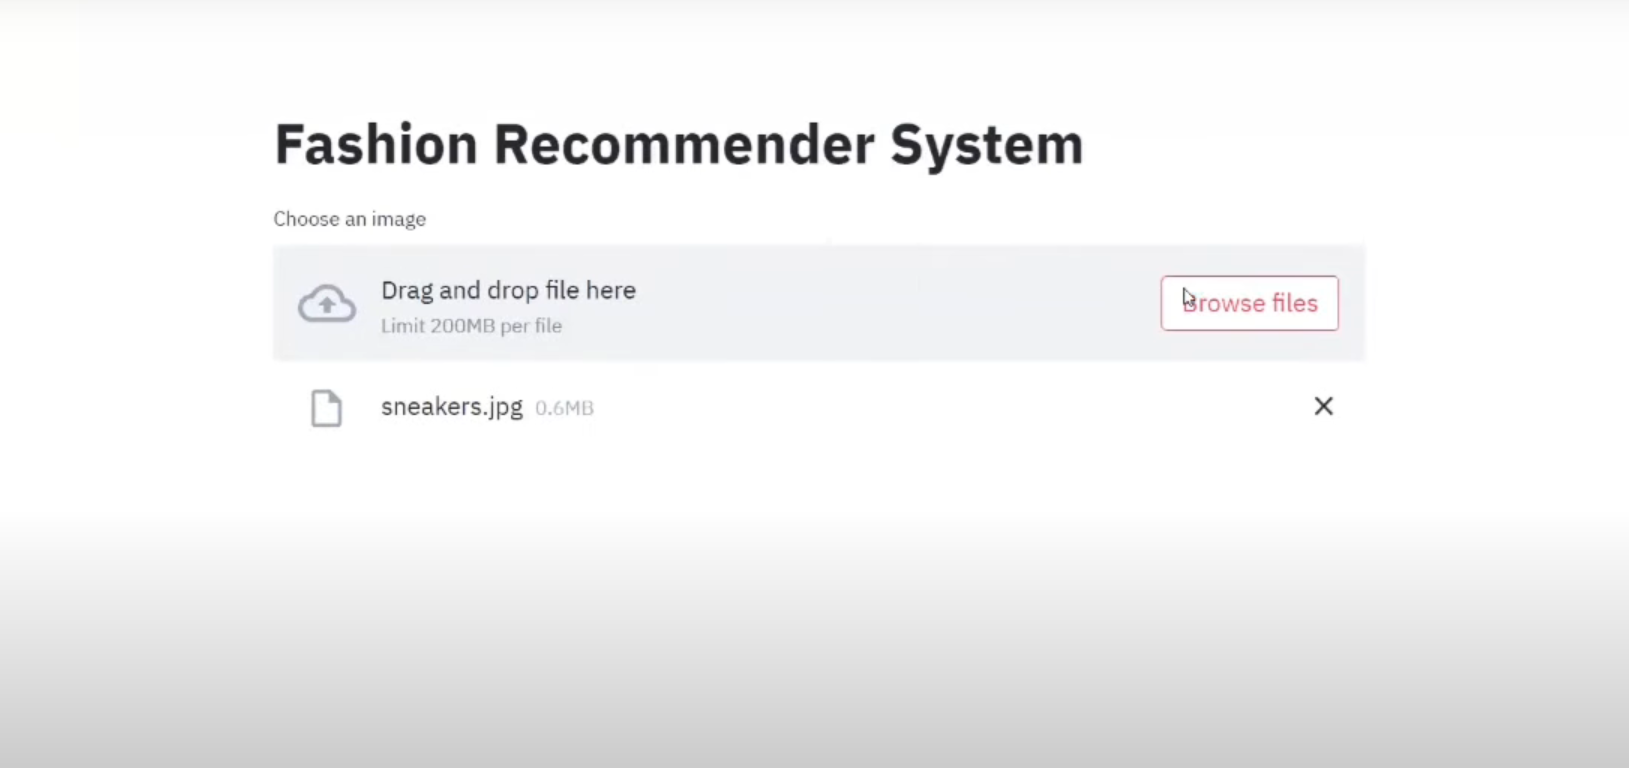 Fashion Recommender System
Choose an image
Drag and drop file here
Limit 200MB per file
Browse files
sneakers.jpg 0.6MB